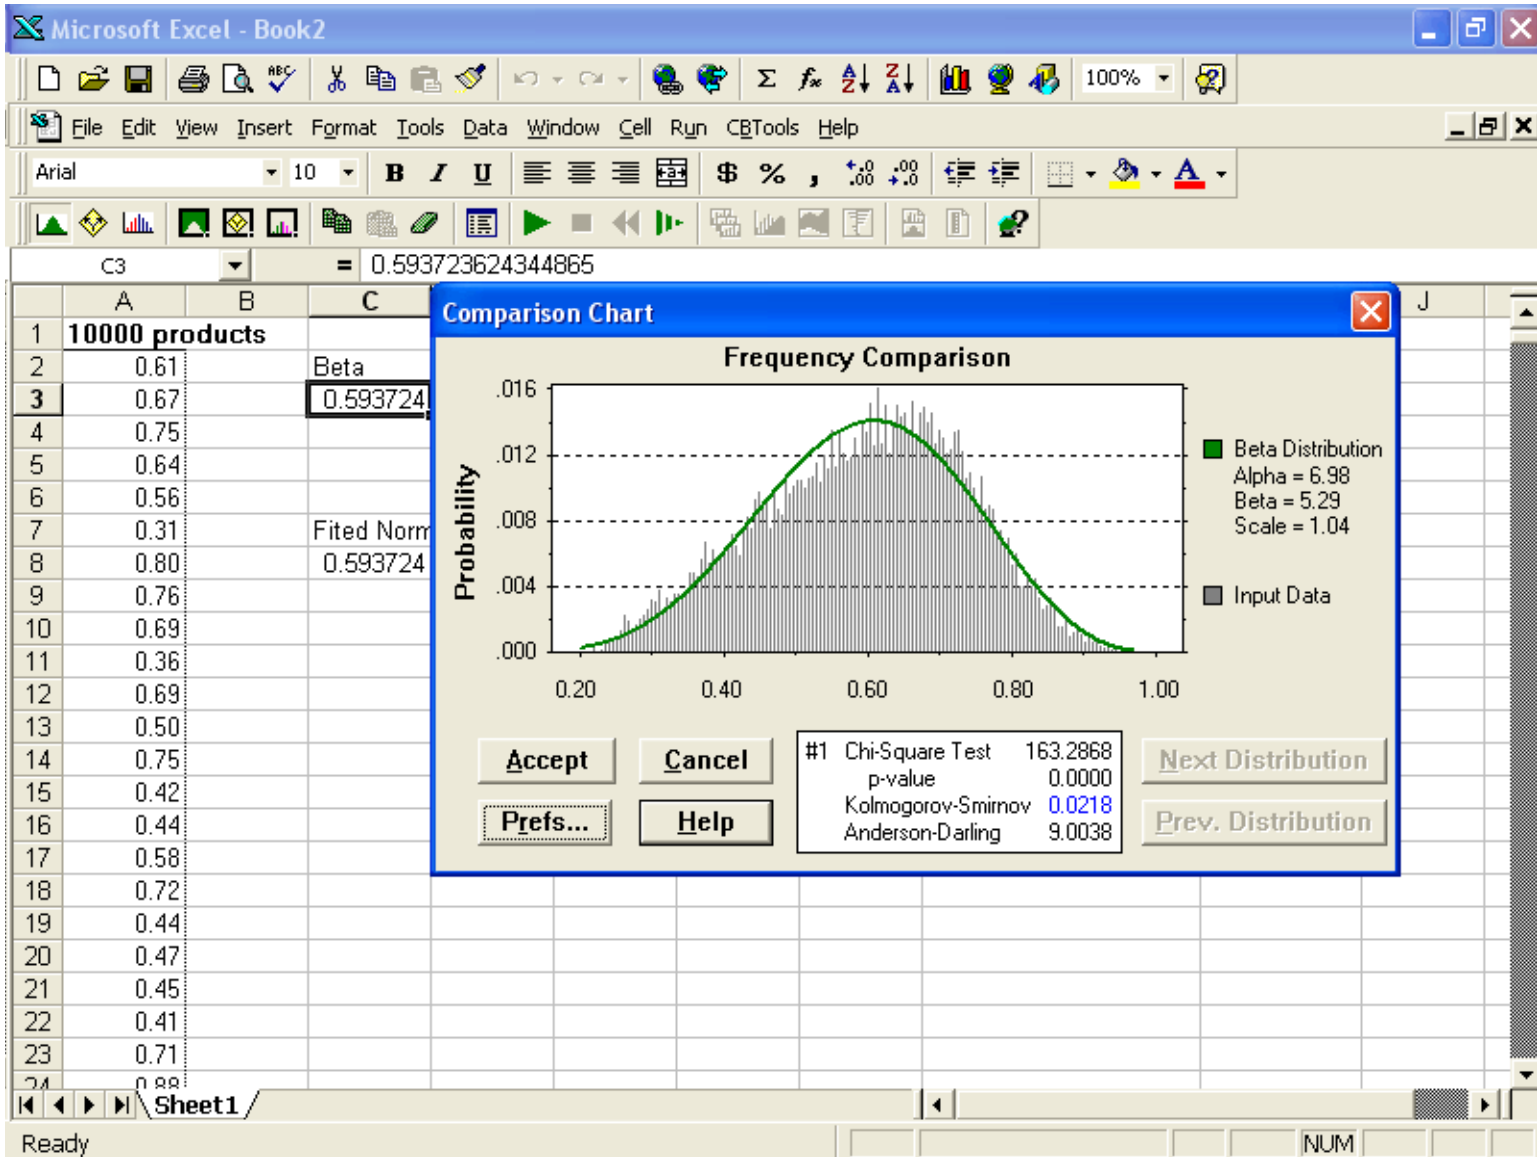 Microsoft Excel - Book2
100%
File Edit View Insert Format Tools Data Window Cell Run CBTools Help
Arial 10 B I U $ % ,
C3 = 0.593723624344865
A B C J
1 10000 products
2 0.61 Beta
3 0.67 0.593724
4 0.75
5 0.64
6 0.56
7 0.31 Fited Norm
8 0.80 0.593724
9 0.76
10 0.69
11 0.36
12 0.69
13 0.50
14 0.75
15 0.42
16 0.44
17 0.58
18 0.72
19 0.44
20 0.47
21 0.45
22 0.41
23 0.71
24 0.88
Comparison Chart
Frequency Comparison
Probability
.016
.012
.008
.004
.000
0.20 0.40 0.60 0.80 1.00
Beta Distribution
Alpha = 6.98
Beta = 5.29
Scale = 1.04
Input Data
Accept Cancel
Prefs... Help
#1 Chi-Square Test 163.2868
p-value 0.0000
Kolmogorov-Smirnov 0.0218
Anderson-Darling 9.0038
Next Distribution
Prev. Distribution
Sheet1
Ready NUM